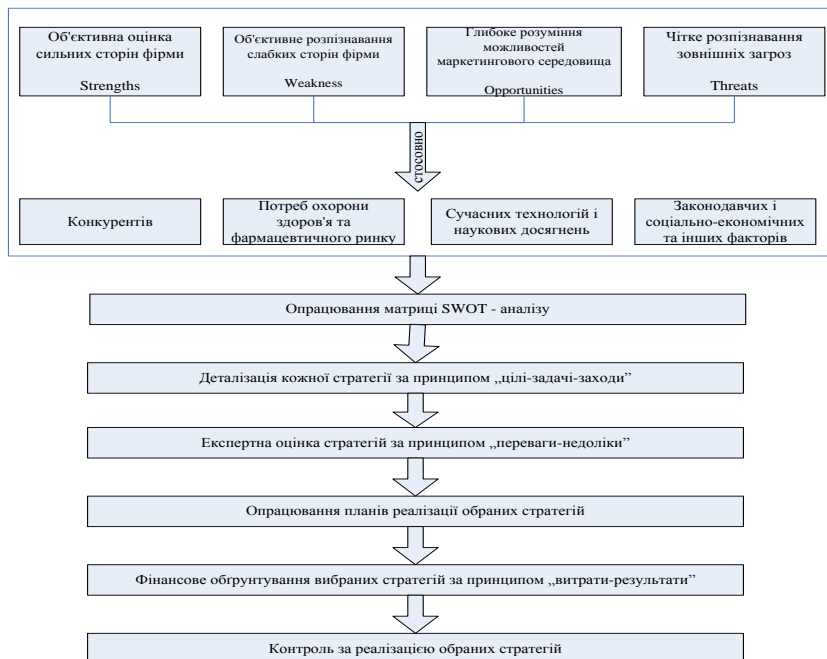 Об'єктивна оцінка
сильних сторін фірми
Strengths
Об'єктивне розпізнавання
слабких сторін фірми
Weakness
Глибоке розуміння
можливостей
маркетингового середовища
Opportunities
Чітке розпізнавання
зовнішніх загроз
Threats
стосовно
Конкурентів
Потреб охорони
здоров'я та
фармацевтичного ринку
Сучасних технологій і
наукових досягнень
Законодавчих і
соціально-економічних
та інших факторів
Опрацювання матриці SWOT - аналізу
Деталізація кожної стратегії за принципом „цілі-задачі-заходи”
Експертна оцінка стратегій за принципом „переваги-недоліки”
Опрацювання планів реалізації обраних стратегій
Фінансове обґрунтування вибраних стратегій за принципом „витрати-результати”
Контроль за реалізацією обраних стратегій